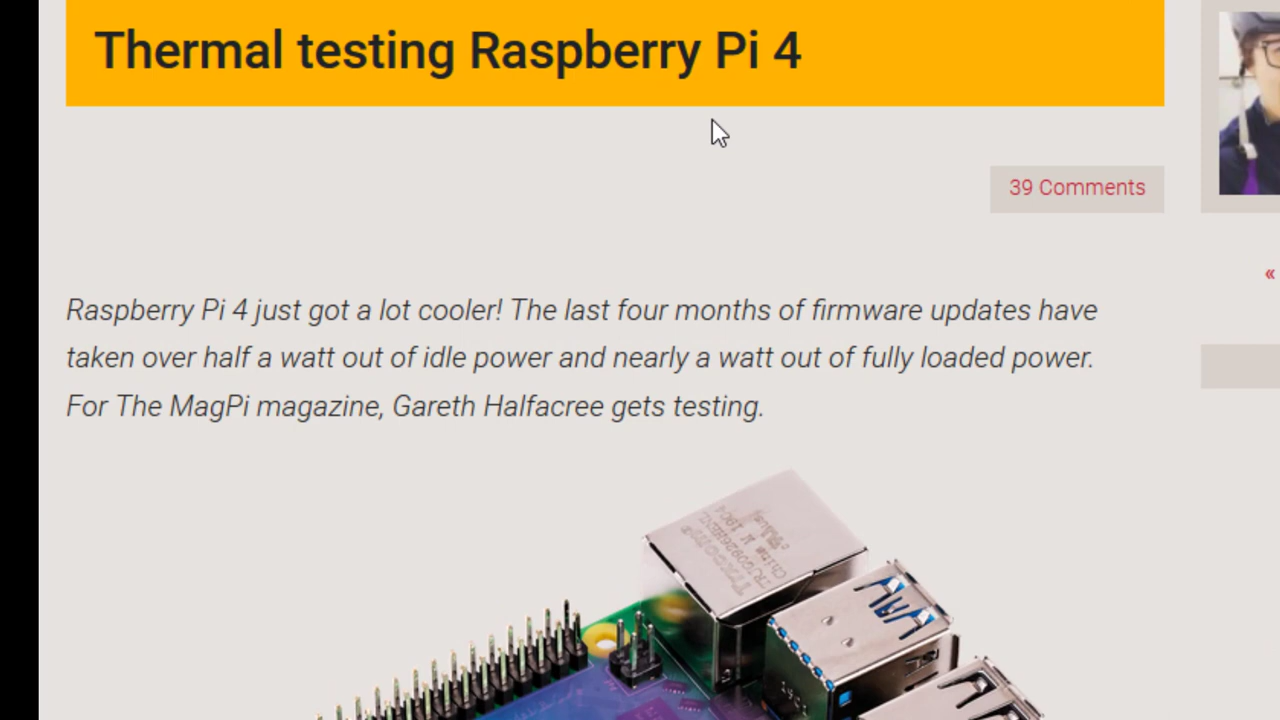 Thermal testing Raspberry Pi 4
39 Comments
«
Raspberry Pi 4 just got a lot cooler! The last four months of firmware updates have
taken over half a watt out of idle power and nearly a watt out of fully loaded power.
For The MagPi magazine, Gareth Halfacree gets testing.